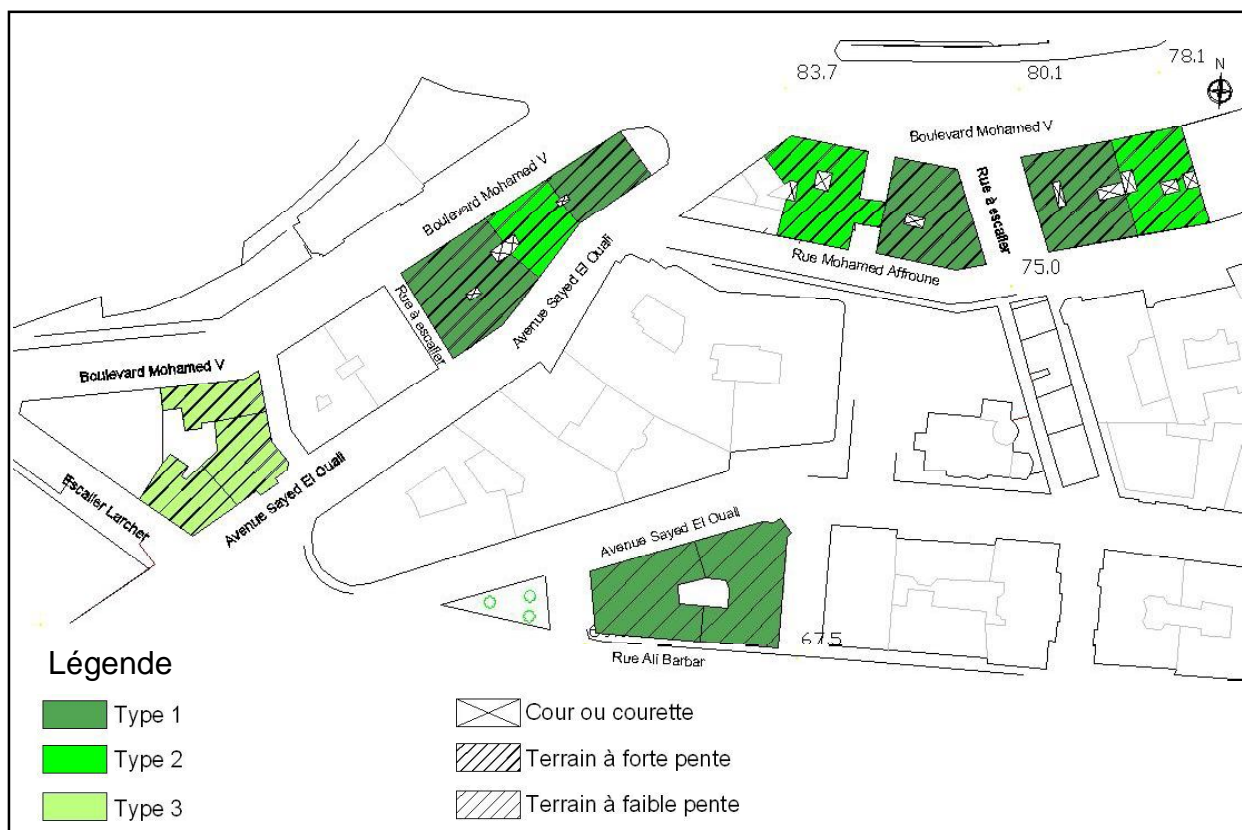 83.7
80.1
78.1
N
Boulevard Mohamed V
Boulevard Mohamed V
Rue à escalier
Rue Mohamed Affroune
75.0
Rue à escalier
Avenue Sayed El Ouali
Boulevard Mohamed V
Escalier Larchet
Avenue Sayed El Ouali
Avenue Sayed El Ouali
67.5
Rue Ali Barbar
Légende
Type 1
Type 2
Type 3
Cour ou courette
Terrain à forte pente
Terrain à faible pente